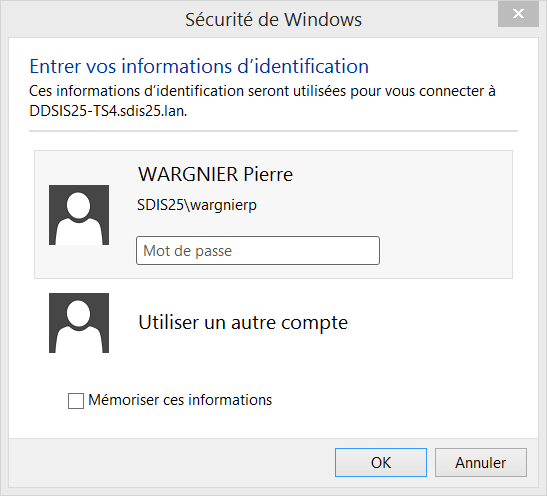 Sécurité de Windows
Entrer vos informations d'identification
Ces informations d'identification seront utilisées pour vous connecter à
DDSIS25-TS4.sdis25.lan.
WARGNIER Pierre
SDIS25\wargnierp
Mot de passe
Utiliser un autre compte
Mémoriser ces informations
OK
Annuler